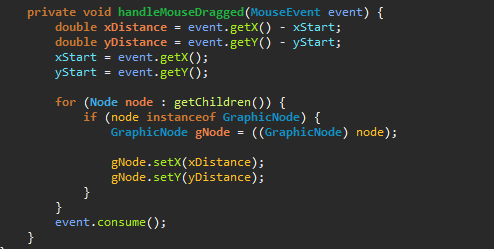 private void handleMouseDragged(MouseEvent event) {
double xDistance = event.getX() - xStart;
double yDistance = event.getY() - yStart;
xStart = event.getX();
yStart = event.getY();
for (Node node : getChildren()) {
if (node instanceof GraphicNode) {
GraphicNode gNode = ((GraphicNode) node);
gNode.setX(xDistance);
gNode.setY(yDistance);
}
}
event.consume();
}